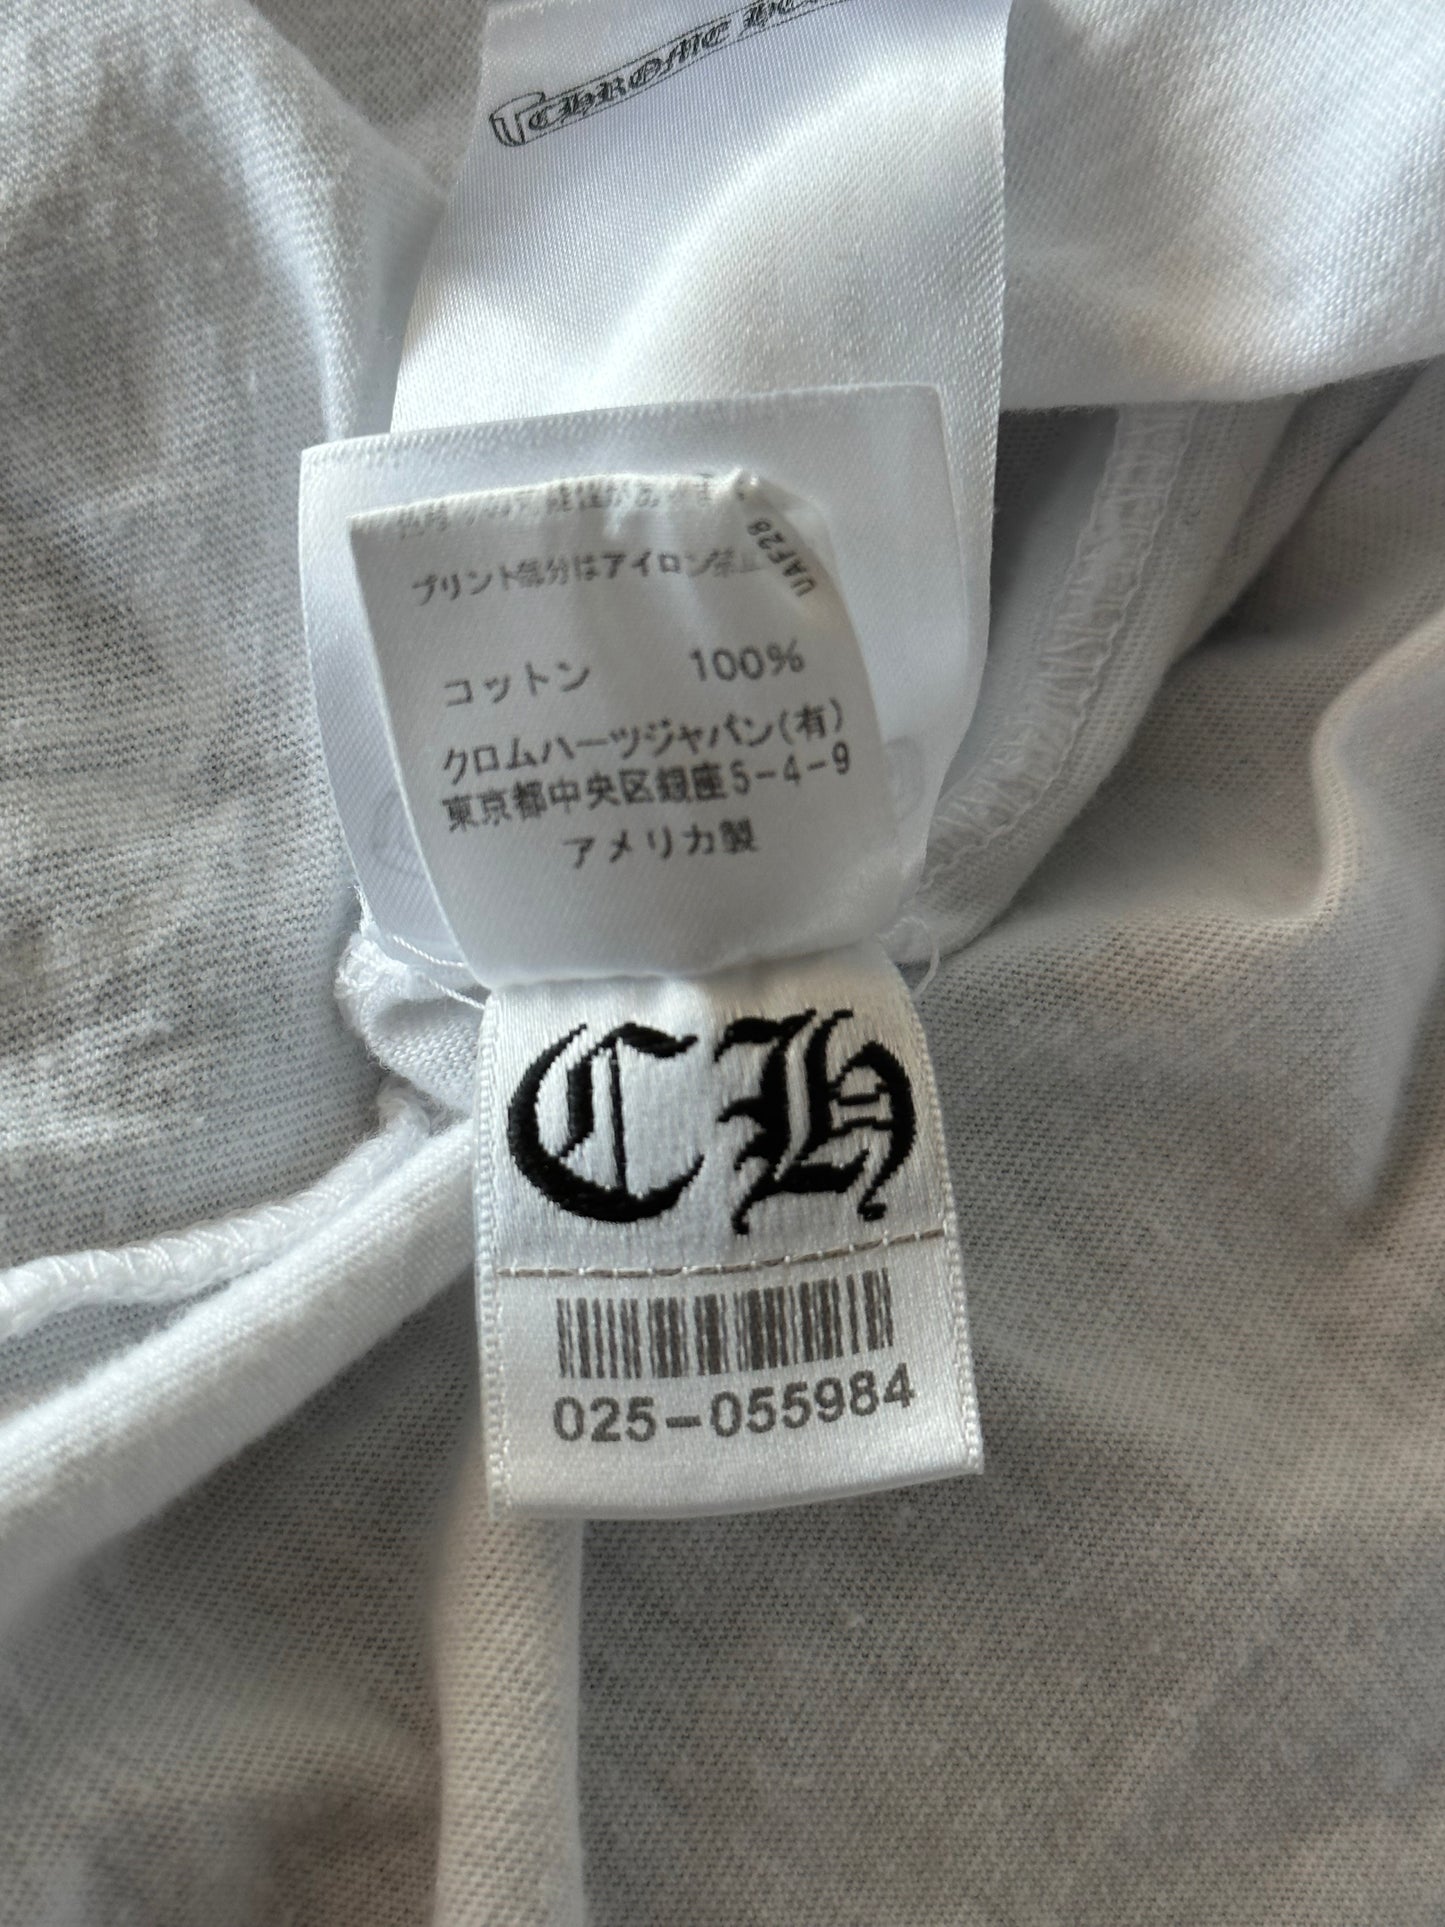 CHROME
プリント部分はアイロン禁止
UAF28
コットン 100%
クロムハーツジャパン(有)
東京都中央区銀座5-4-9
アメリカ製
CH
025-055984